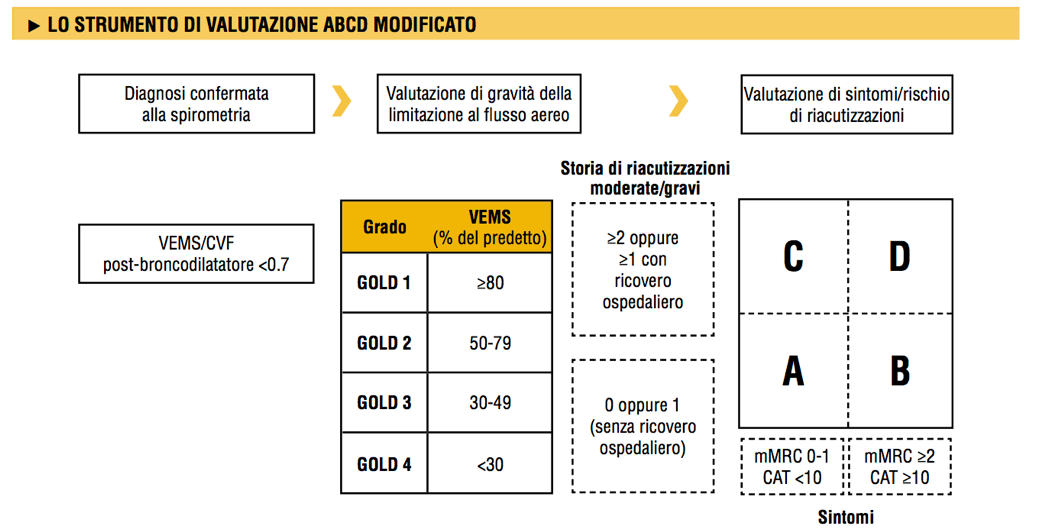 ► LO STRUMENTO DI VALUTAZIONE ABCD MODIFICATO
Diagnosi confermata
alla spirometria
Valutazione di gravità della
limitazione al flusso aereo
Valutazione di sintomi/rischio
di riacutizzazioni
VEMS/CVF
post-broncodilatatore <0.7
Grado
VEMS
(% del predetto)
GOLD 1
≥80
GOLD 2
50-79
GOLD 3
30-49
GOLD 4
<30
Storia di riacutizzazioni
moderate/gravi
≥2 oppure
≥1 con
ricovero
ospedaliero
0 oppure 1
(senza ricovero
ospedaliero)
C
D
A
B
mMRC 0-1
CAT <10
mMRC ≥2
CAT ≥10
Sintomi